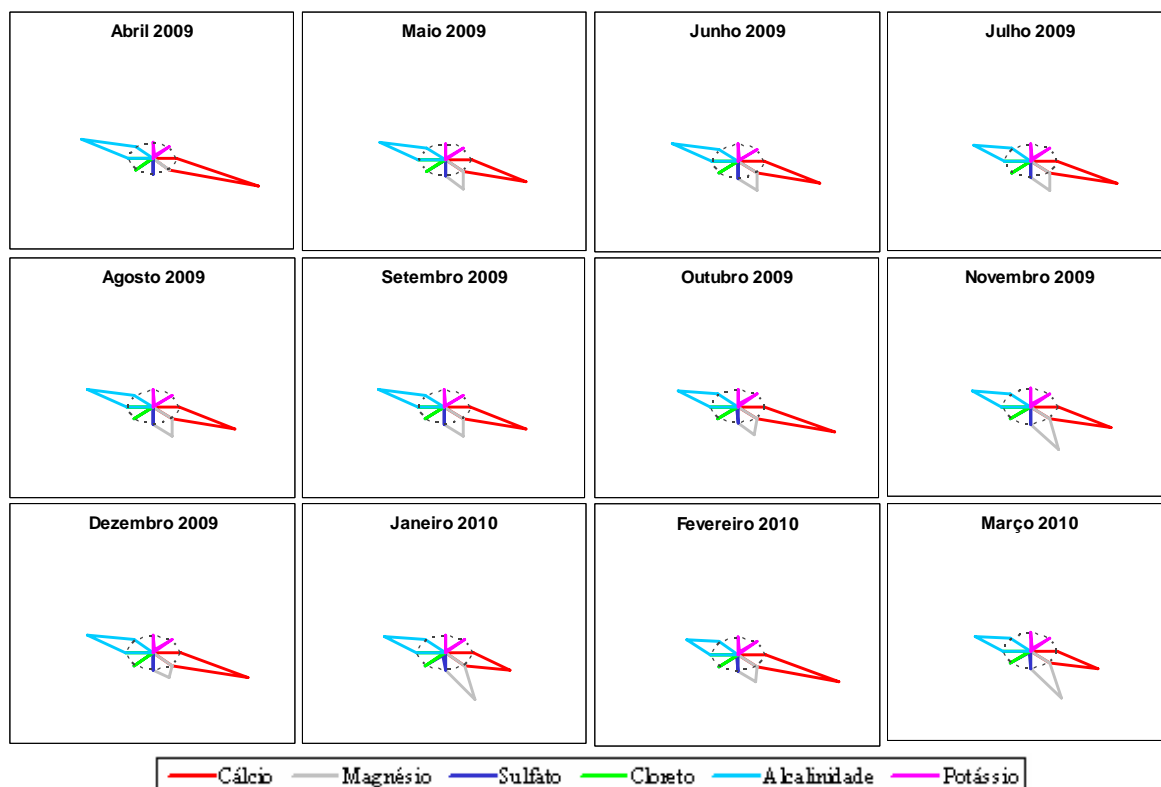 Abril 2009
Maio 2009
Junho 2009
Julho 2009
Agosto 2009
Setembro 2009
Outubro 2009
Novembro 2009
Dezembro 2009
Janeiro 2010
Fevereiro 2010
Março 2010
Cálcio Magnésio Sulfato Cloreto Alcalinidade Potássio